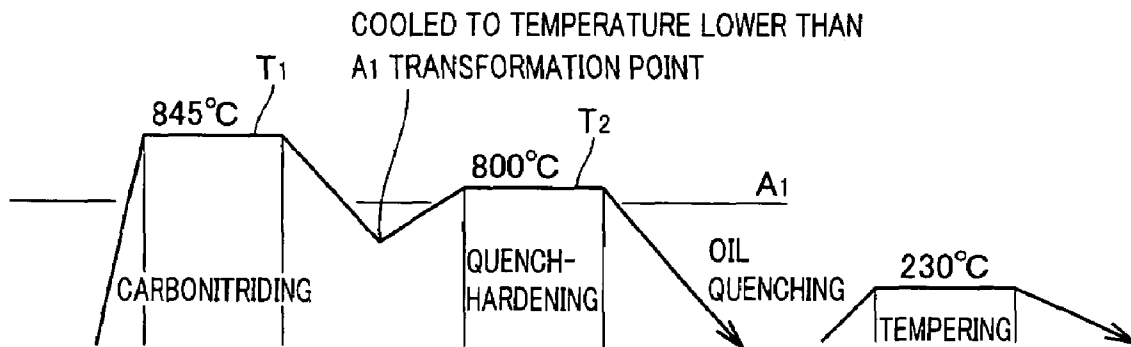 COOLED TO TEMPERATURE LOWER THAN
A1 TRANSFORMATION POINT
T1
845°C
T2
800°C
A1
CARBONITRIDING
QUENCH-
HARDENING
OIL
QUENCHING
230°C
TEMPERING